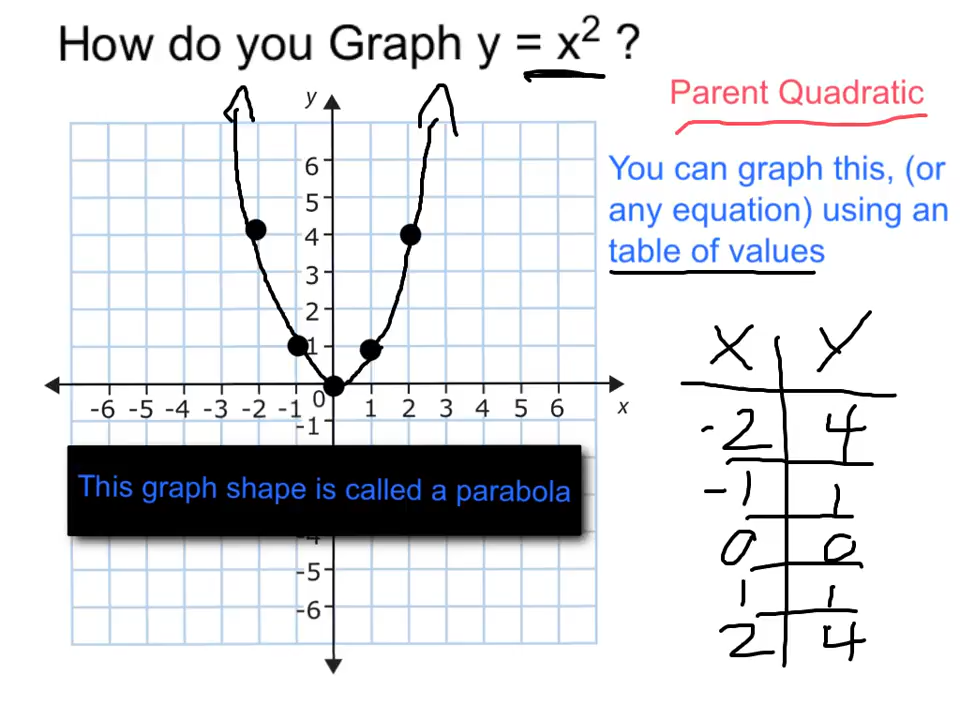 How do you Graph y = x² ?
Parent Quadratic
You can graph this, (or
any equation) using an
table of values
y
6
5
4
3
2
1
0
-6 -5 -4 -3 -2 -1 1 2 3 4 5 6
x
-1
This graph shape is called a parabola
-4
-5
-6
X Y
-2 4
-1 1
0 0
1 1
2 4